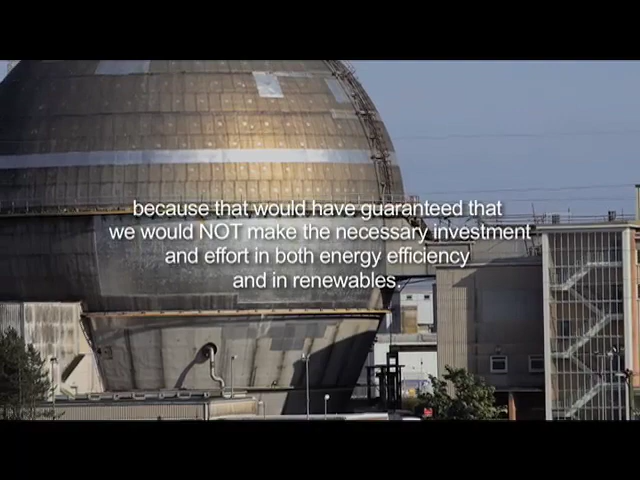 because that would have guaranteed that
we would NOT make the necessary investment
and effort in both energy efficiency
and in renewables.